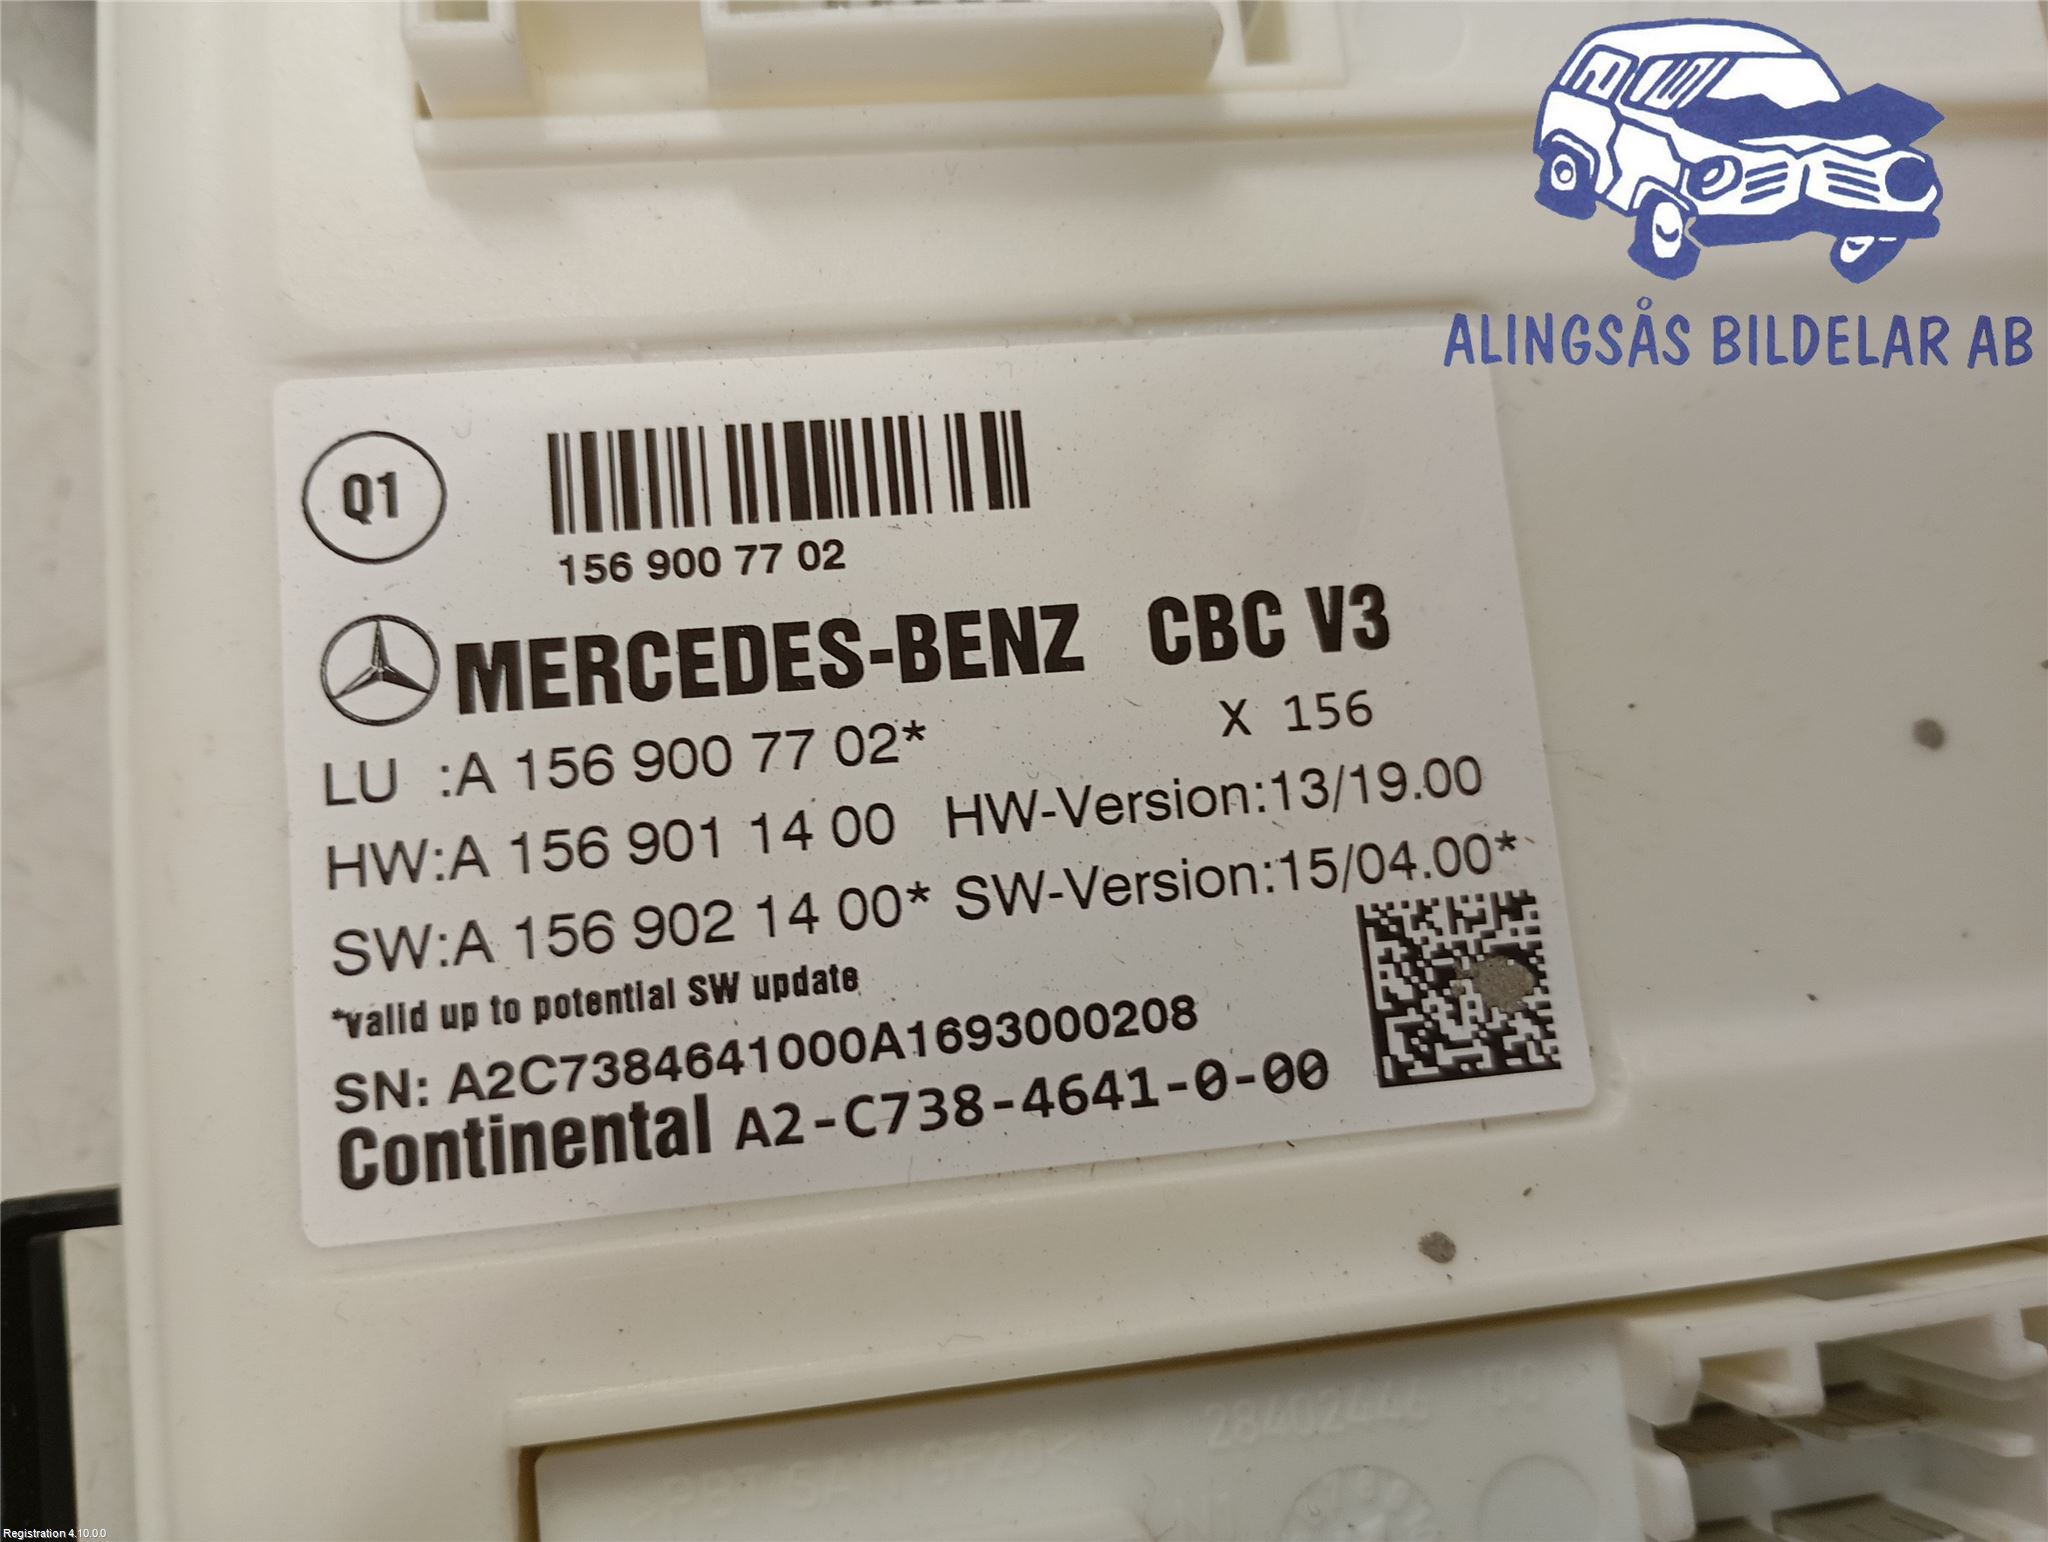 ALINGSÅS BILDELAR AB
Q1
156 900 77 02
MERCEDES-BENZ CBC V3
X 156
LU :A 156 900 77 02*
HW:A 156 901 14 00 HW-Version:13/19.00
SW:A 156 902 14 00* SW-Version:15/04.00*
*valid up to potential SW update
SN: A2C7384641000A1693000208
Continental A2-C738-4641-0-00
28402446
Registration 4.10.0.0